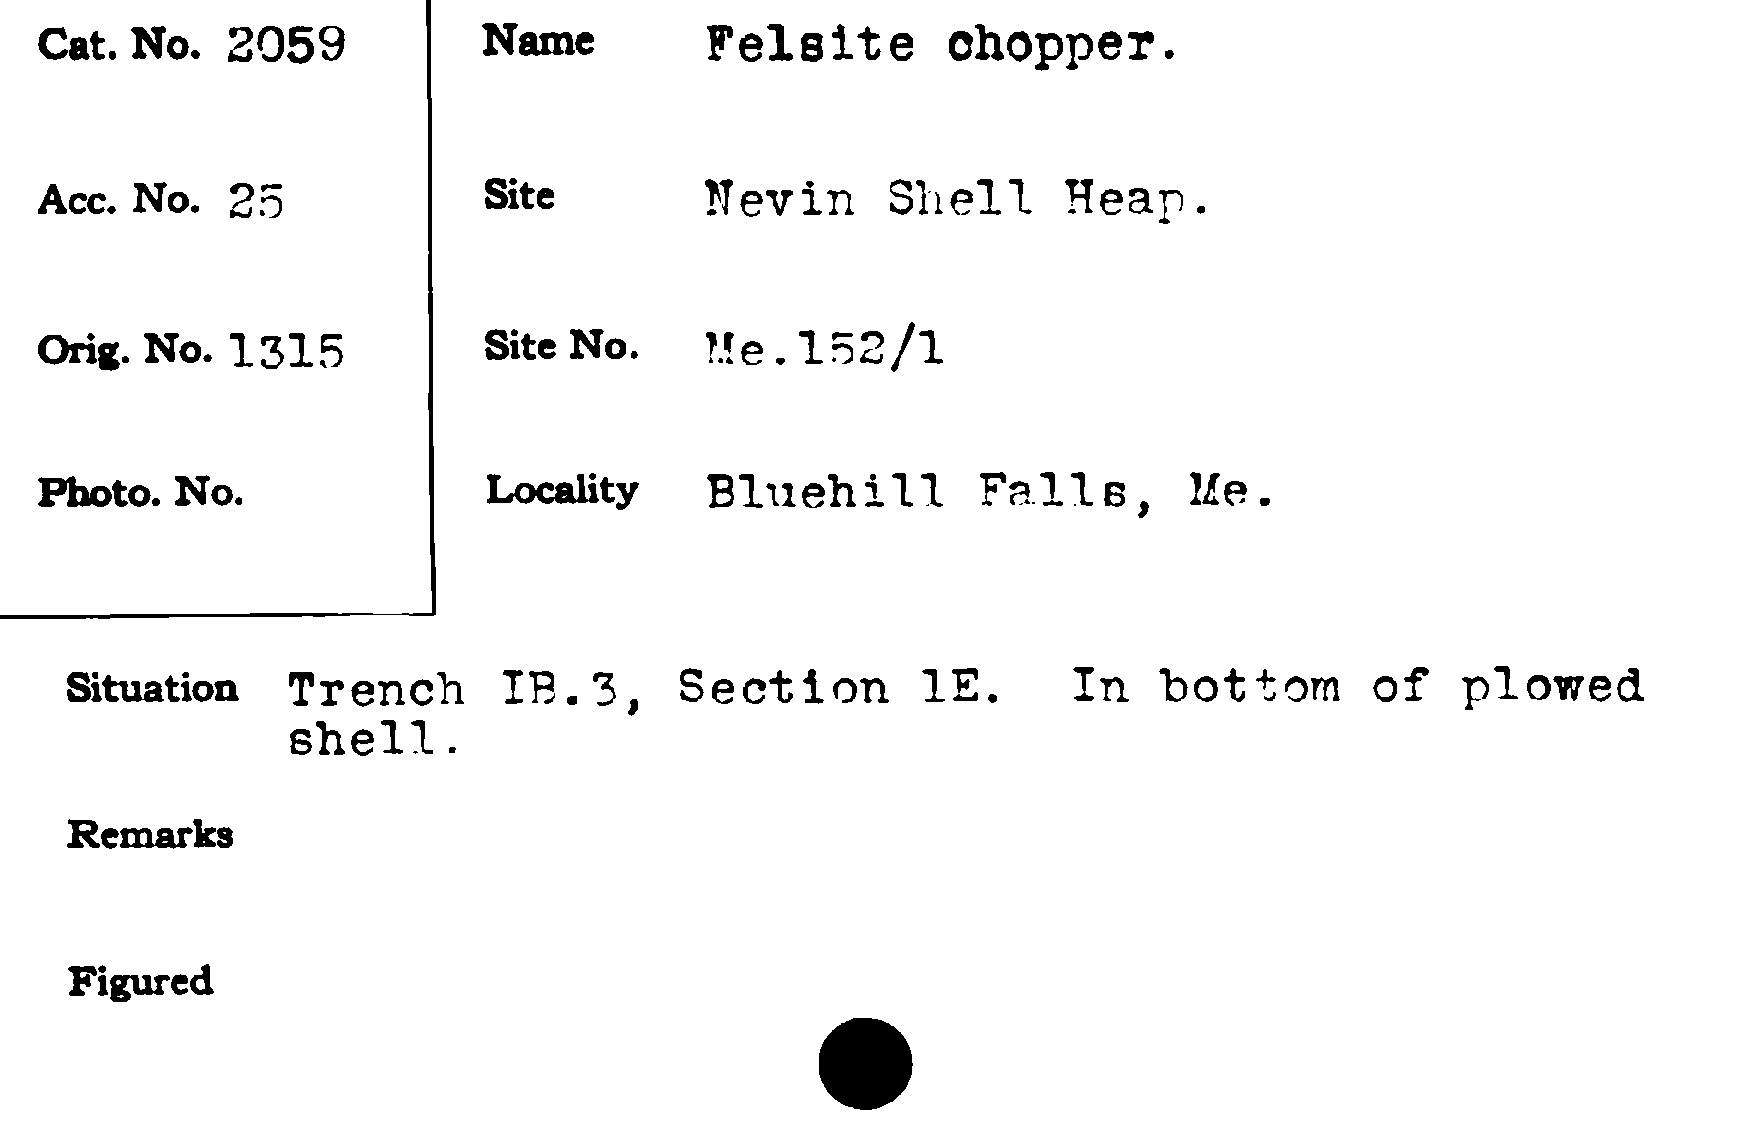 Cat. No. 2059
Name Felsite chopper.
Acc. No. 25
Site Nevin Shell Heap.
Orig. No. 1315
Site No. Me.152/1
Photo. No.
Locality Bluehill Falls, Me.
Situation Trench IB.3, Section 1E. In bottom of plowed
shell.
Remarks
Figured